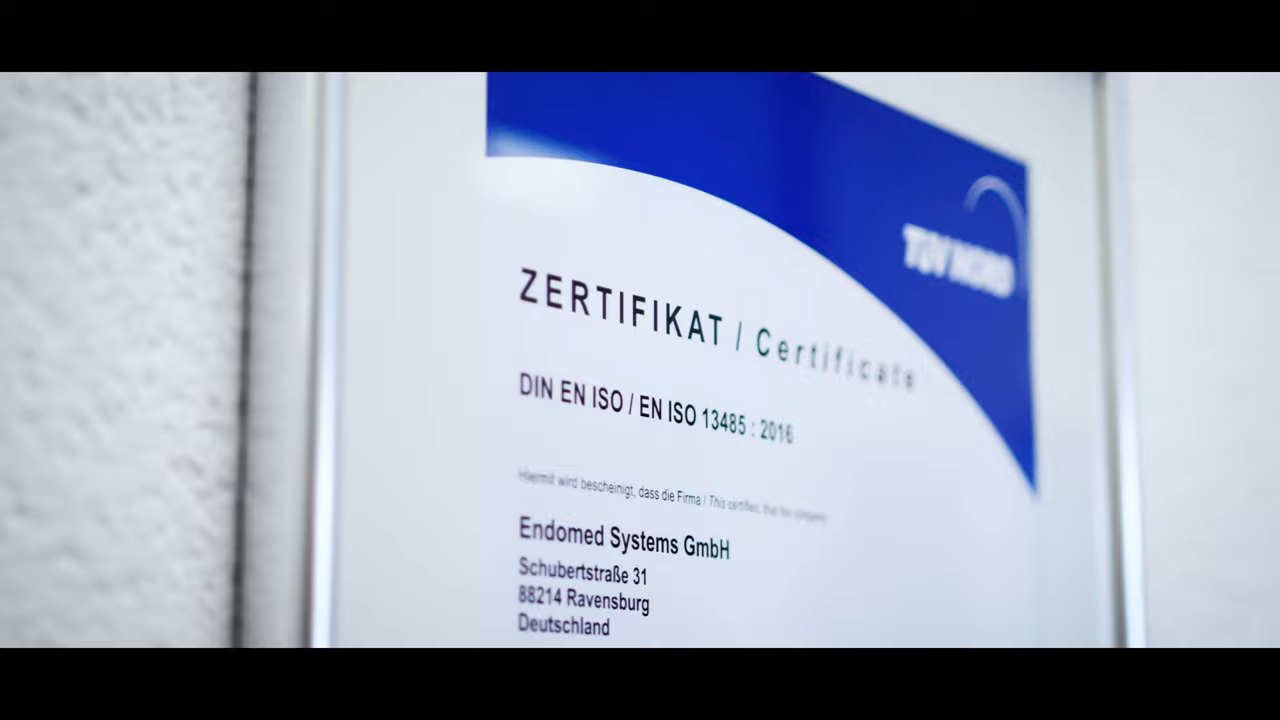 TÜV NORD
ZERTIFIKAT / Certificate
DIN EN ISO / EN ISO 13485 : 2016
Hiermit wird bescheinigt, dass die Firma / This certifies, that the company
Endomed Systems GmbH
Schubertstraße 31
88214 Ravensburg
Deutschland